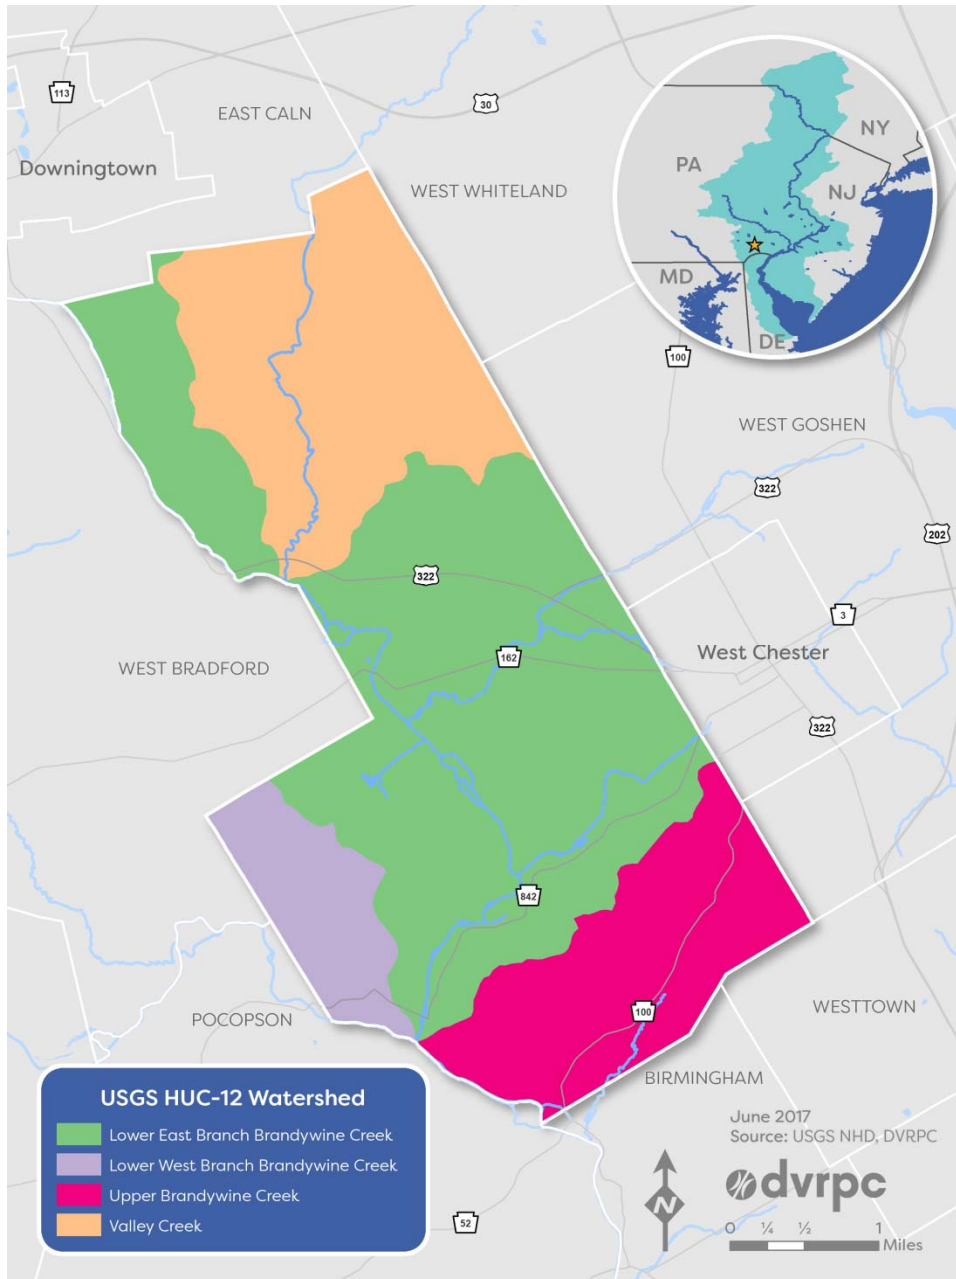 113
EAST CALN
30
Downingtown
WEST WHITELAND
NY
PA
NJ
MD
DE
100
WEST GOSHEN
322
202
322
3
162
WEST BRADFORD
West Chester
322
842
POCOPSON
100
WESTTOWN
BIRMINGHAM
USGS HUC-12 Watershed
Lower East Branch Brandywine Creek
Lower West Branch Brandywine Creek
Upper Brandywine Creek
Valley Creek
52
June 2017
Source: USGS NHD, DVRPC
N
dvrpc
0 ¼ ½ 1
Miles